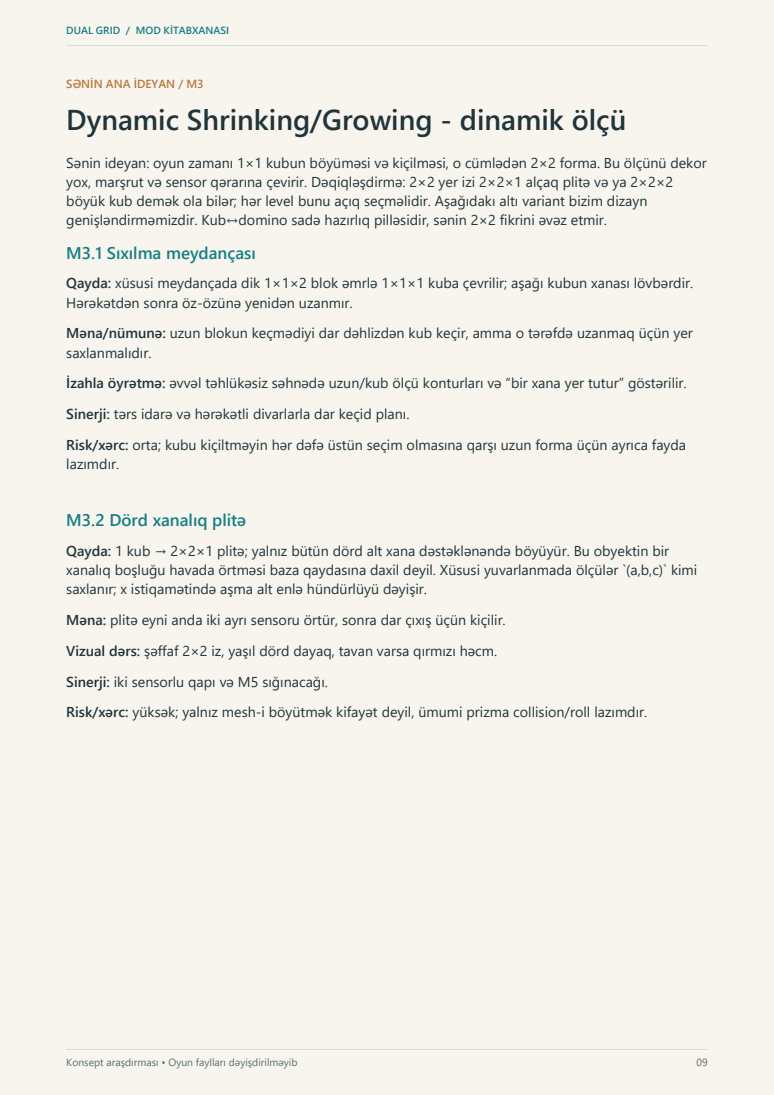 DUAL GRID / MOD KİTABXANASI
SƏNİN ANA İDEYAN / M3
Dynamic Shrinking/Growing - dinamik ölçü
Sənin ideyan: oyun zamanı 1×1 kubun böyüməsi və kiçilməsi, o cümlədən 2×2 forma. Bu ölçünü dekor
yox, marşrut və sensor qərarına çevirir. Dəqiqləşdirmə: 2×2 yer izi 2×2×1 alçaq plitə və ya 2×2×2
böyük kub demək ola bilər; hər level bunu açıq seçməlidir. Aşağıdakı altı variant bizim dizayn
genişləndirməmizdir. Kub↔domino sadə hazırlıq pilləsidir, sənin 2×2 fikrini əvəz etmir.
M3.1 Sıxılma meydançası
Qayda: xüsusi meydançada dik 1×1×2 blok əmrlə 1×1×1 kuba çevrilir; aşağı kubun xanası lövbərdir.
Hərəkətdən sonra öz-özünə yenidən uzanmır.
Məna/nümunə: uzun blokun keçmədiyi dar dəhlizdən kub keçir, amma o tərəfdə uzanmaq üçün yer
saxlanmalıdır.
İzahla öyrətmə: əvvəl təhlükəsiz səhnədə uzun/kub ölçü konturları və “bir xana yer tutur” göstərilir.
Sinerji: tərs idarə və hərəkətli divarlarla dar keçid planı.
Risk/xərc: orta; kubu kiçiltməyin hər dəfə üstün seçim olmasına qarşı uzun forma üçün ayrıca fayda
lazımdır.
M3.2 Dörd xanalıq plitə
Qayda: 1 kub → 2×2×1 plitə; yalnız bütün dörd alt xana dəstəklənəndə böyüyür. Bu obyektin bir
xanalıq boşluğu havada örtməsi baza qaydasına daxil deyil. Xüsusi yuvarlanmada ölçülər `(a,b,c)` kimi
saxlanır; x istiqamətində aşma alt enlə hündürlüyü dəyişir.
Məna: plitə eyni anda iki ayrı sensoru örtür, sonra dar çıxış üçün kiçilir.
Vizual dərs: şəffaf 2×2 iz, yaşıl dörd dayaq, tavan varsa qırmızı həcm.
Sinerji: iki sensorlu qapı və M5 sığınacağı.
Risk/xərc: yüksək; yalnız mesh-i böyütmək kifayət deyil, ümumi prizma collision/roll lazımdır.
Konsept araşdırması • Oyun faylları dəyişdirilməyib
09